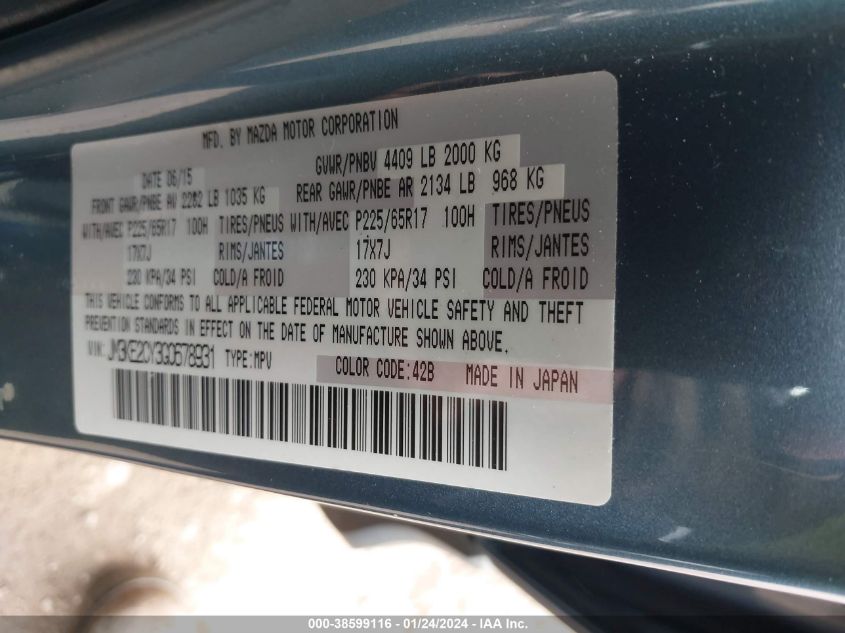 MFD. BY MAZDA MOTOR CORPORATION
DATE 06/15 GVWR/PNBV 4409 LB 2000 KG
FRONT GAWR/PNBE AV 2282 LB 1035 KG REAR GAWR/PNBE AR 2134 LB 968 KG
WITH/AVEC P225/65R17 100H TIRES/PNEUS WITH/AVEC P225/65R17 100H TIRES/PNEUS
17X7J RIMS/JANTES 17X7J RIMS/JANTES
230 KPA/34 PSI COLD/A FROID 230 KPA/34 PSI COLD/A FROID
THIS VEHICLE CONFORMS TO ALL APPLICABLE FEDERAL MOTOR VEHICLE SAFETY AND THEFT
PREVENTION STANDARDS IN EFFECT ON THE DATE OF MANUFACTURE SHOWN ABOVE.
VIN: JM3KE2CY3G0578931 TYPE:MPV COLOR CODE:42B MADE IN JAPAN
000-38599116 - 01/24/2024 - IAA Inc.